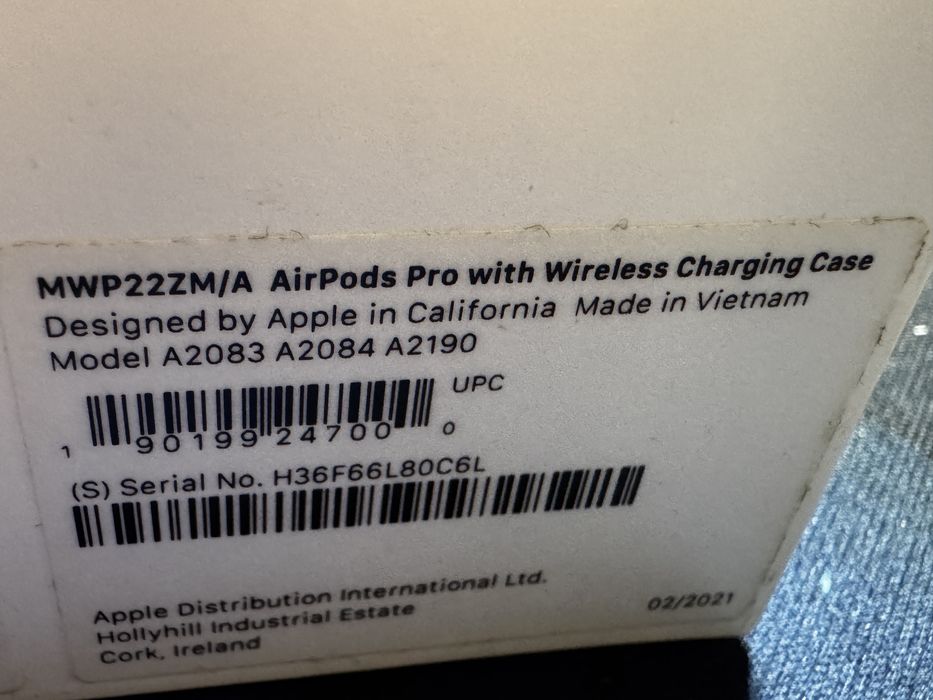 MWP22ZM/A AirPods Pro with Wireless Charging Case
Designed by Apple in California Made in Vietnam
Model A2083 A2084 A2190
UPC
1 90199 24700 0
(S) Serial No. H36F66L80C6L
Apple Distribution International Ltd.
Hollyhill Industrial Estate
Cork, Ireland
02/2021